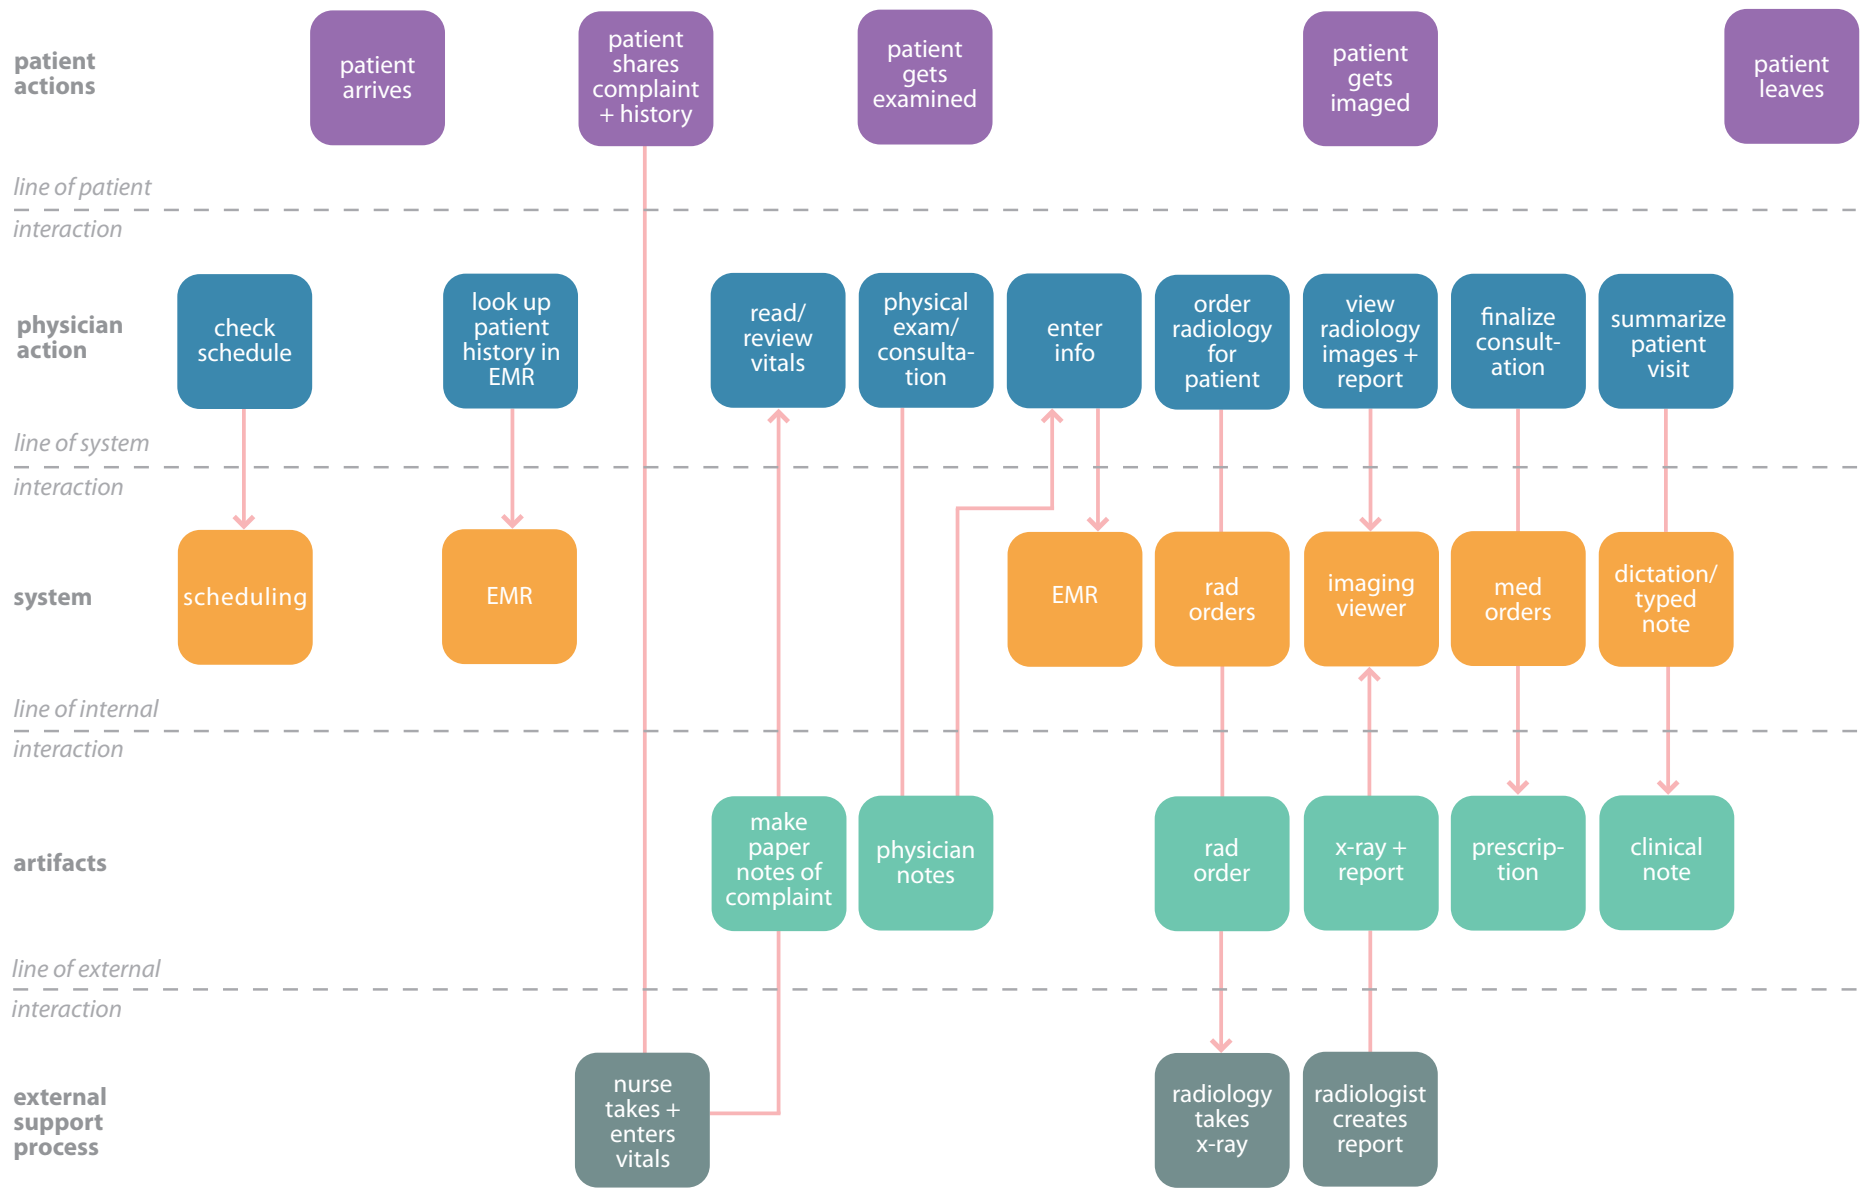 patient
actions
patient
arrives
patient
shares
complaint
+ history
patient
gets
examined
patient
gets
imaged
patient
leaves
line of patient
interaction
physician
action
check
schedule
look up
patient
history in
EMR
read/
review
vitals
physical
exam/
consulta-
tion
enter
info
order
radiology
for
patient
view
radiology
images +
report
finalize
consult-
ation
summarize
patient
visit
line of system
interaction
system
scheduling
EMR
EMR
rad
orders
imaging
viewer
med
orders
dictation/
typed
note
line of internal
interaction
artifacts
make
paper
notes of
complaint
physician
notes
rad
order
x-ray +
report
prescrip-
tion
clinical
note
line of external
interaction
external
support
process
nurse
takes +
enters
vitals
radiology
takes
x-ray
radiologist
creates
report